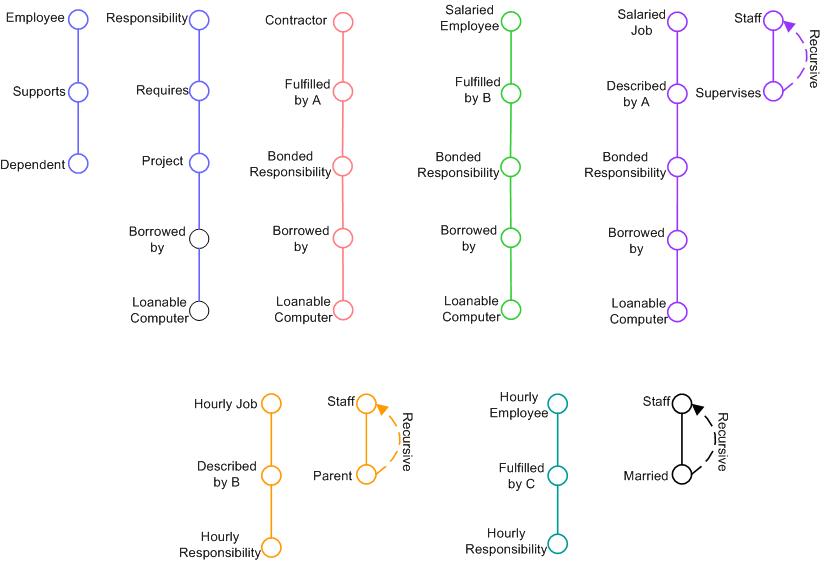 Employee
Supports
Dependent
Responsibility
Requires
Project
Borrowed
by
Loanable
Computer
Contractor
Fulfilled
by A
Bonded
Responsibility
Borrowed
by
Loanable
Computer
Salaried
Employee
Fulfilled
by B
Bonded
Responsibility
Borrowed
by
Loanable
Computer
Salaried
Job
Described
by A
Bonded
Responsibility
Borrowed
by
Loanable
Computer
Staff
Supervises
Recursive
Hourly Job
Described
by B
Hourly
Responsibility
Staff
Parent
Recursive
Hourly
Employee
Fulfilled
by C
Hourly
Responsibility
Staff
Married
Recursive